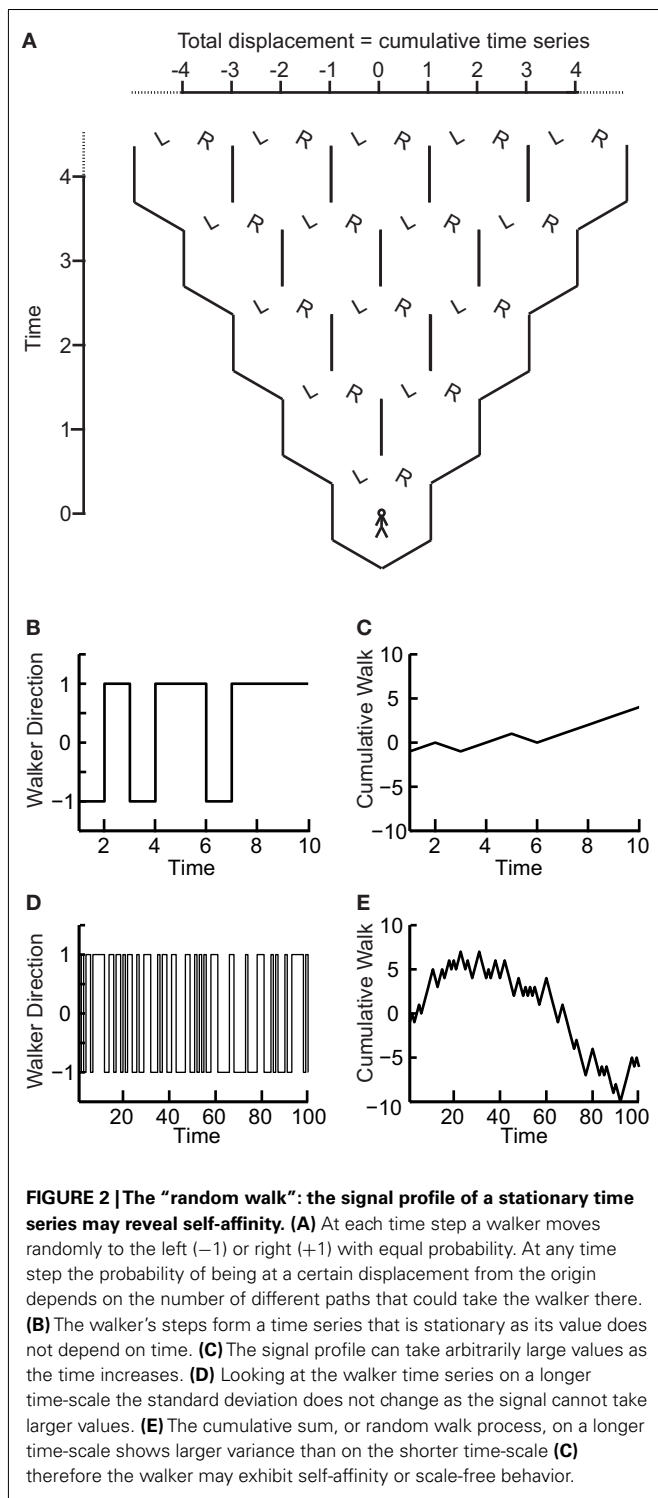 A
Total displacement = cumulative time series
-4 -3 -2 -1 0 1 2 3 4
L R L R L R L R L R
4
L R L R L R L R
3
L R L R L R
Time
2
L R L R
1
L R
0
B
Walker Direction
1
0
−1
2 4 6 8 10
Time
C
Cumulative Walk
10
5
0
−5
−10
2 4 6 8 10
Time
D
Walker Direction
1
0
−1
20 40 60 80 100
Time
E
Cumulative Walk
10
5
0
−5
−10
20 40 60 80 100
Time
FIGURE 2 | The “random walk”: the signal profile of a stationary time
series may reveal self-affinity. (A) At each time step a walker moves
randomly to the left (−1) or right (+1) with equal probability. At any time
step the probability of being at a certain displacement from the origin
depends on the number of different paths that could take the walker there.
(B) The walker’s steps form a time series that is stationary as its value does
not depend on time. (C) The signal profile can take arbitrarily large values as
the time increases. (D) Looking at the walker time series on a longer
time-scale the standard deviation does not change as the signal cannot take
larger values. (E) The cumulative sum, or random walk process, on a longer
time-scale shows larger variance than on the shorter time-scale (C)
therefore the walker may exhibit self-affinity or scale-free behavior.